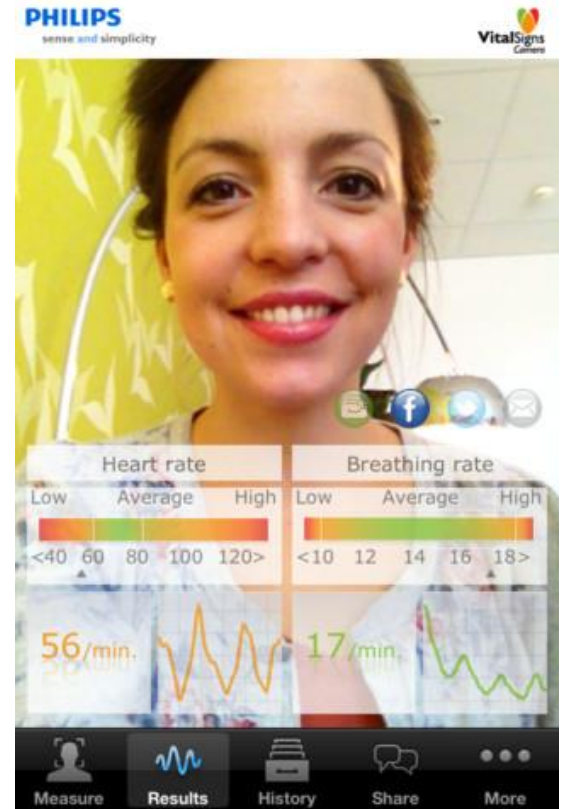 PHILIPS
sense and simplicity
VitalSigns
Camera
Heart rate
Low Average High
<40 60 80 100 120>
56/min.
Breathing rate
Low Average High
<10 12 14 16 18>
17/min.
Measure Results History Share More